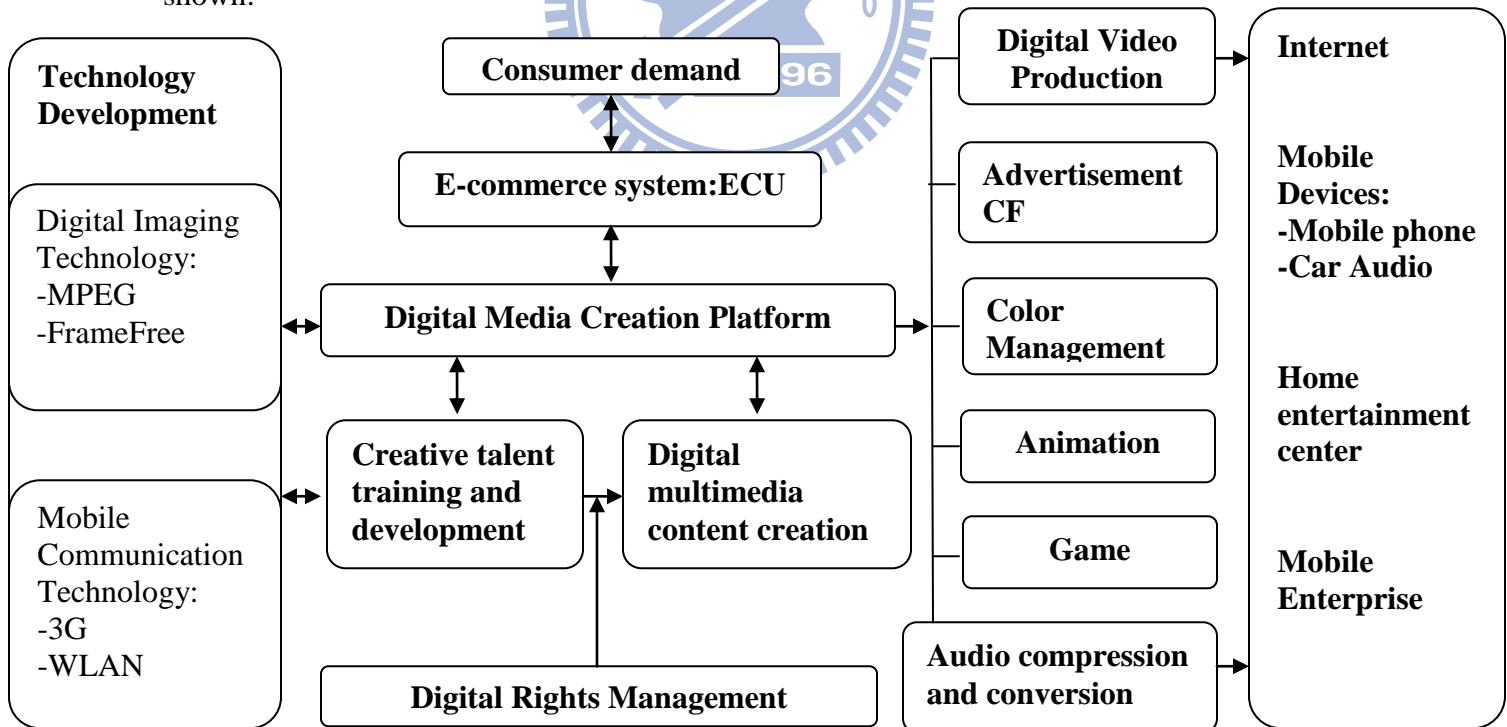 shown:
Technology
Development
Digital Imaging
Technology:
-MPEG
-FrameFree
Mobile
Communication
Technology:
-3G
-WLAN
Consumer demand
E-commerce system:ECU
Digital Media Creation Platform
Creative talent
training and
development
Digital
multimedia
content creation
Digital Rights Management
Digital Video
Production
Advertisement
CF
Color
Management
Animation
Game
Audio compression
and conversion
Internet
Mobile
Devices:
-Mobile phone
-Car Audio
Home
entertainment
center
Mobile
Enterprise
96